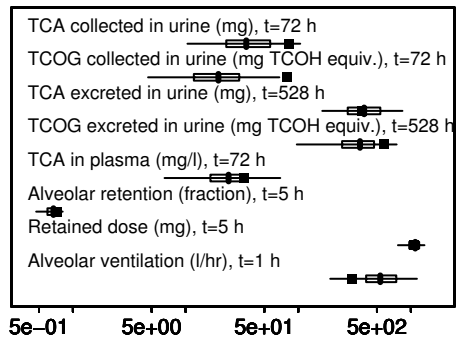 TCA collected in urine (mg), t=72 h
TCOG collected in urine (mg TCOH equiv.), t=72 h
TCA excreted in urine (mg), t=528 h
TCOG excreted in urine (mg TCOH equiv.), t=528 h
TCA in plasma (mg/l), t=72 h
Alveolar retention (fraction), t=5 h
Retained dose (mg), t=5 h
Alveolar ventilation (l/hr), t=1 h
5e−01 5e+00 5e+01 5e+02